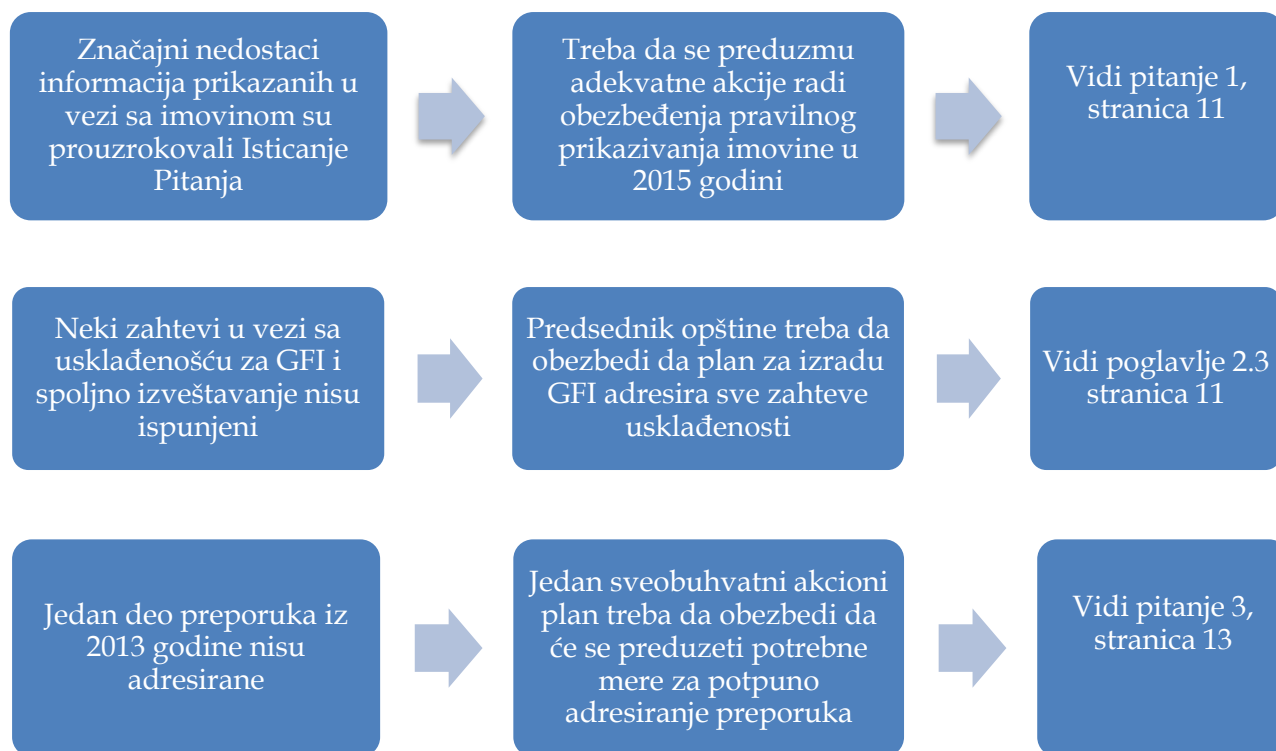 Značajni nedostaci
informacija prikazanih u
vezi sa imovinom su
prouzrokovali Isticanje
Pitanja
Treba da se preduzmu
adekvatne akcije radi
obezbeđenja pravilnog
prikazivanja imovine u
2015 godini
Vidi pitanje 1,
stranica 11
Neki zahtevi u vezi sa
usklađenošću za GFI i
spoljno izveštavanje nisu
ispunjeni
Predsednik opštine treba da
obezbedi da plan za izradu
GFI adresira sve zahteve
usklađenosti
Vidi poglavlje 2.3
stranica 11
Jedan deo preporuka iz
2013 godine nisu
adresirane
Jedan sveobuhvatni akcioni
plan treba da obezbedi da
će se preduzeti potrebne
mere za potpuno
adresiranje preporuka
Vidi pitanje 3,
stranica 13